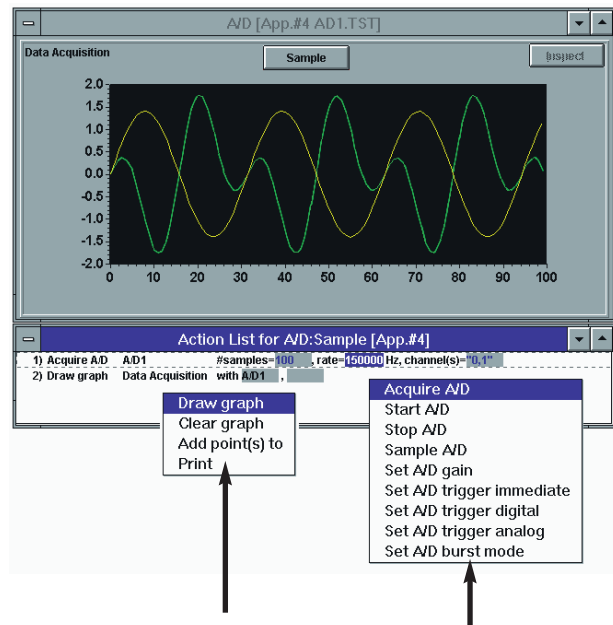 A/D [App.#4 AD1.TST]
Data Acquisition
Sample
Inspect
2.0
1.5
1.0
0.5
0.0
-0.5
-1.0
-1.5
-2.0
0 10 20 30 40 50 60 70 80 90 100
Action List for A/D:Sample [App.#4]
1) Acquire A/D A/D1 #samples=100 , rate=150000 Hz, channel(s)="0,1"
2) Draw graph Data Acquisition with A/D1 ,
Draw graph
Clear graph
Add point(s) to
Print
Acquire A/D
Start A/D
Stop A/D
Sample A/D
Set A/D gain
Set A/D trigger immediate
Set A/D trigger digital
Set A/D trigger analog
Set A/D burst mode